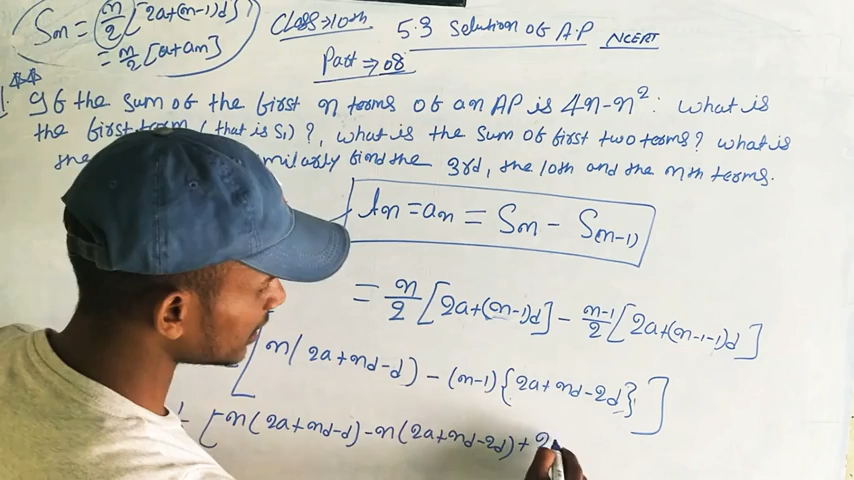 Sn = n/2 [2a+(n-1)d]
= n/2 [a+an]
Class→10th
5.3 Solution of A.P NCERT
Part→08
1. If the sum of the first n terms of an AP is 4n-n². what is
the first term (that is S1)?, what is the sum of first two terms? what is
the milarly find the 3rd, the 10th and the nth terms.
tn = an = Sn - S(n-1)
= n/2 [2a+(n-1)d] - n-1/2 [2a+(n-1-1)d]
[n(2a+nd-d) - (n-1){2a+nd-2d}]
[n(2a+nd-d)-n(2a+nd-2d)+2